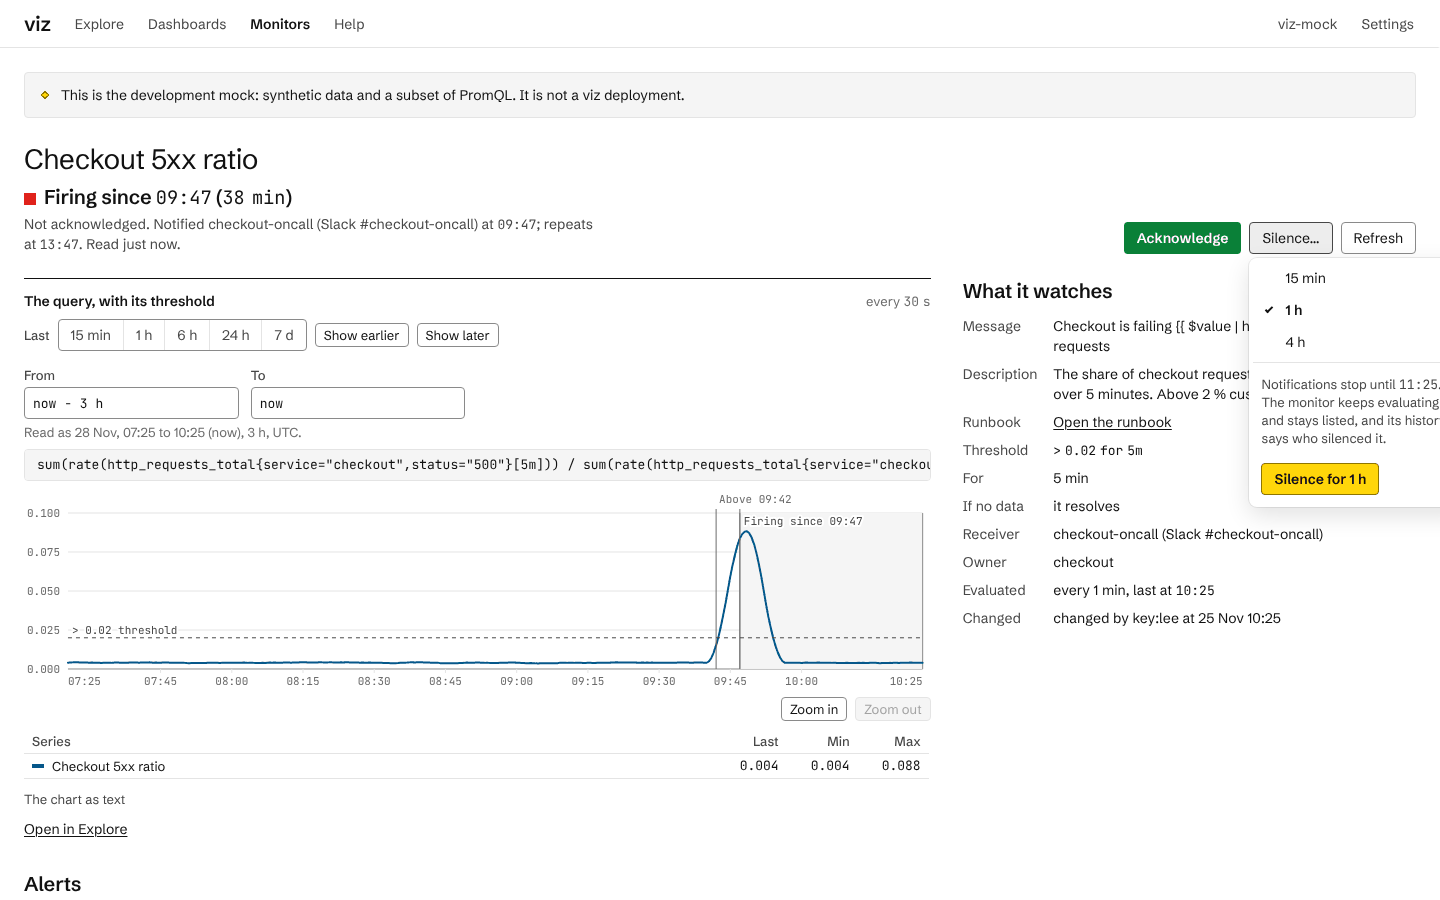 viz Explore Dashboards Monitors Help viz-mock Settings
This is the development mock: synthetic data and a subset of PromQL. It is not a viz deployment.
Checkout 5xx ratio
Firing since 09:47 (38 min)
Not acknowledged. Notified checkout-oncall (Slack #checkout-oncall) at 09:47; repeats
at 13:47. Read just now.
Acknowledge Silence... Refresh
15 min
1 h
4 h
Notifications stop until 11:25.
The monitor keeps evaluating
and stays listed, and its
says who silenced it.
Silence for 1 h
The query, with its threshold every 30 s
Last 15 min 1 h 6 h 24 h 7 d Show earlier Show later
From To
now - 3 h now
Read as 28 Nov, 07:25 to 10:25 (now), 3 h, UTC.
sum(rate(http_requests_total{service="checkout",status="500"}[5m])) / sum(rate(http_requests_total{service="checkou
Above 09:42
Firing since 09:47
0.100
0.075
0.050
0.025
0.000
> 0.02 threshold
07:25 07:45 08:00 08:15 08:30 08:45 09:00 09:15 09:30 09:45 10:00 10:25
Zoom in Zoom out
Series Last Min Max
Checkout 5xx ratio 0.004 0.004 0.088
The chart as text
Open in Explore
Alerts
What it watches
Message Checkout is failing {{ $value | h
requests
Description The share of checkout
over 5 minutes. Above 2 %
Runbook Open the runbook
Threshold > 0.02 for 5m
For 5 min
If no data it resolves
Receiver checkout-oncall (Slack #checkout-oncall)
Owner checkout
Evaluated every 1 min, last at 10:25
Changed changed by key:lee at 25 Nov 10:25